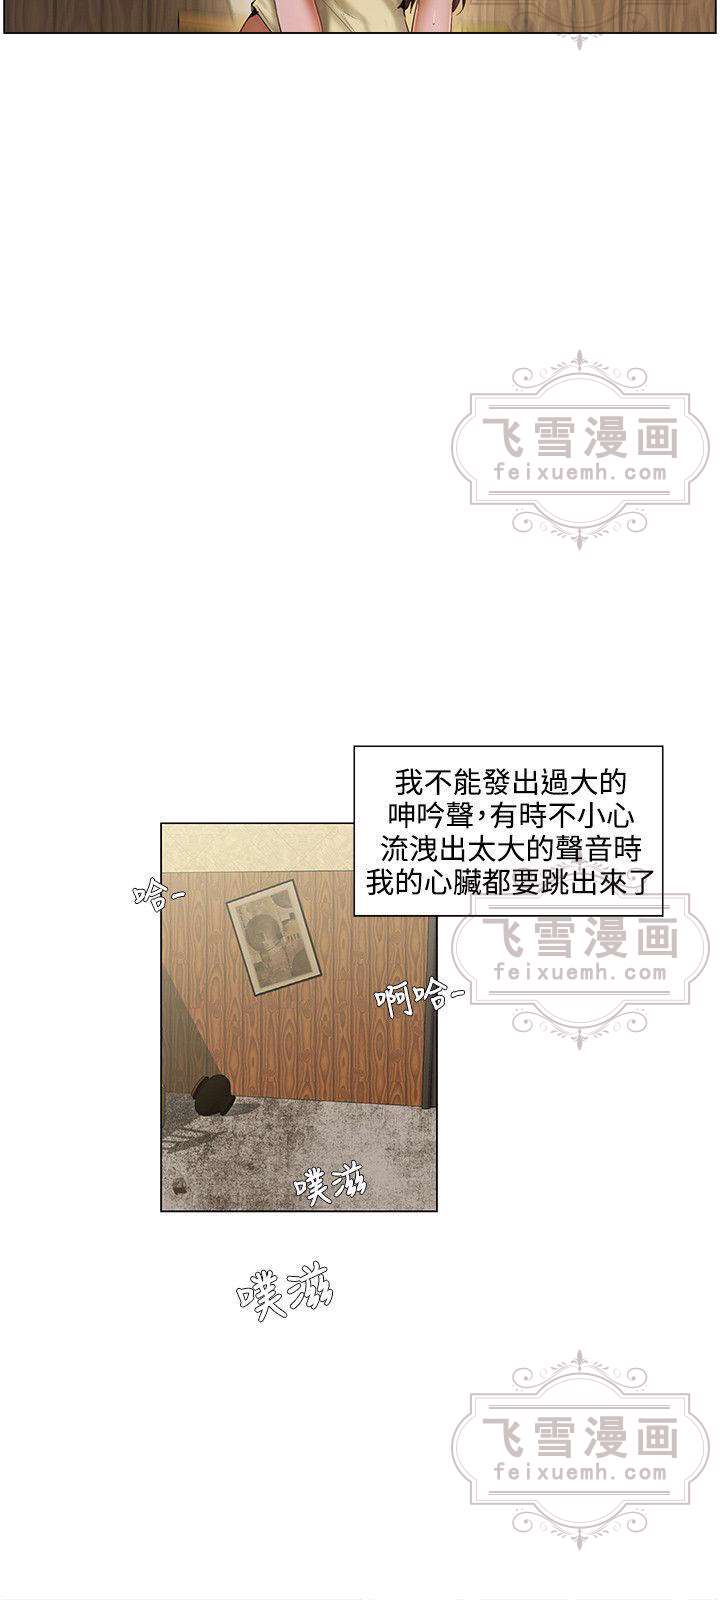 飞雪漫画
feixuemh.com
我不能發出過大的
呻吟聲，有時不小心
流洩出太大的聲音時
我的心臟都要跳出來了
哈-
飞雪漫画
feixuemh.com
啊哈-
噗滋
噗滋
飞雪漫画
feixuemh.com